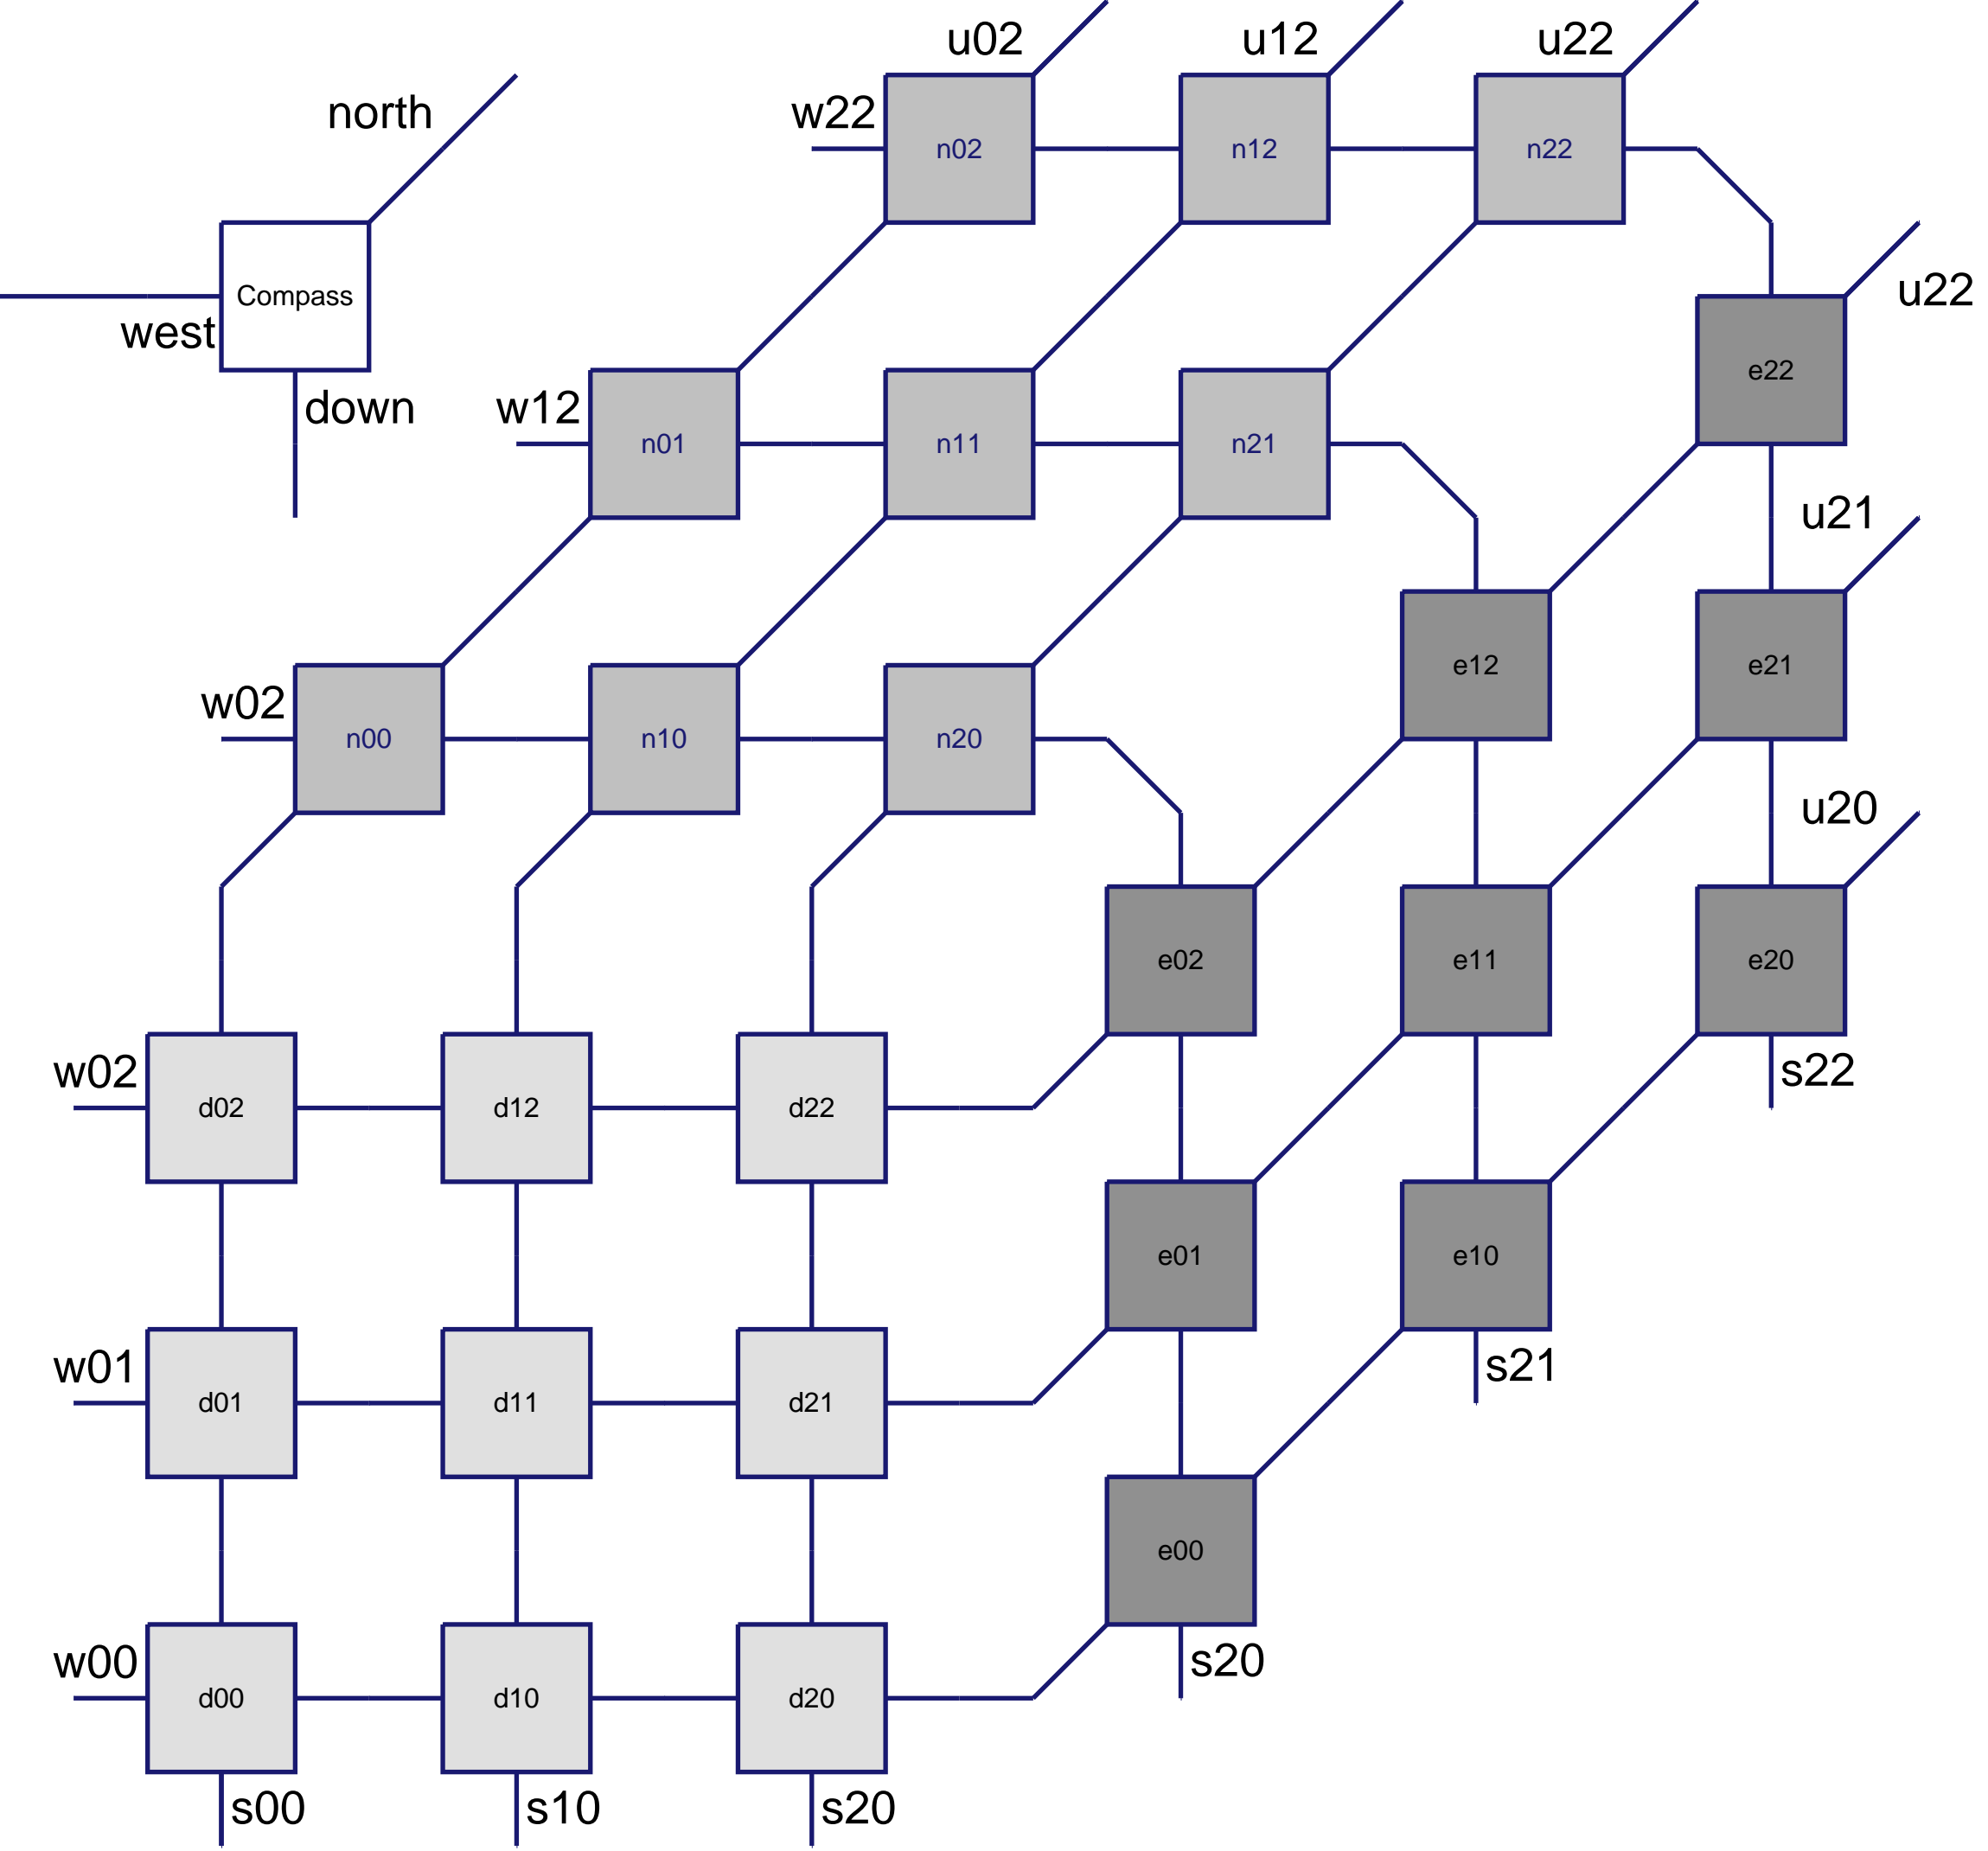 u02 u12 u22
north
w22
n02 n12 n22
u22
Compass
west
e22
down
w12
n01 n11 n21
u21
e12 e21
w02
n00 n10 n20
u20
e02 e11 e20
w02
s22
d02 d12 d22
e01 e10
w01
s21
d01 d11 d21
e00
w00
s20
d00 d10 d20
s00 s10 s20